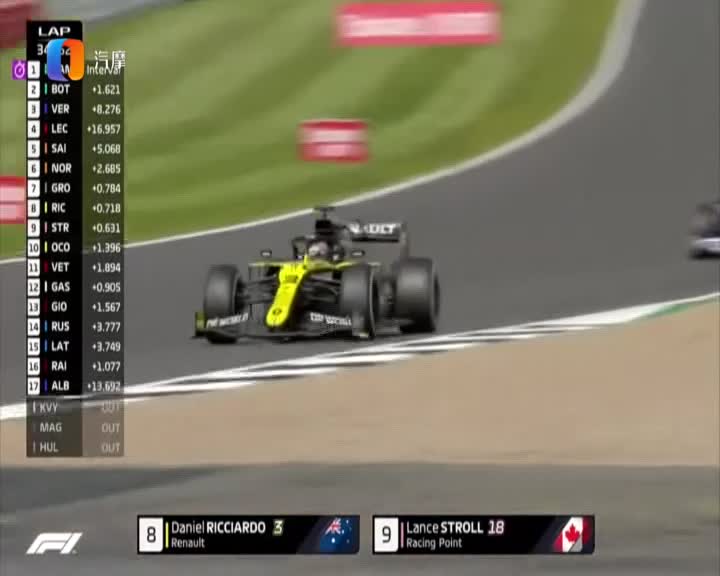 LAP
汽摩
1 Interval
2 BOT +1.621
3 VER +8.276
4 LEC +16.957
5 SAI +5.068
6 NOR +2.685
7 GRO +0.784
8 RIC +0.718
9 STR +0.631
10 OCO +1.396
11 VET +1.894
12 GAS +0.905
13 GIO +1.567
14 RUS +3.777
15 LAT +3.749
16 RAI +1.077
17 ALB +13.692
KVY OUT
MAG OUT
HUL OUT
8 Daniel RICCIARDO 3
Renault
9 Lance STROLL 18
Racing Point
F1